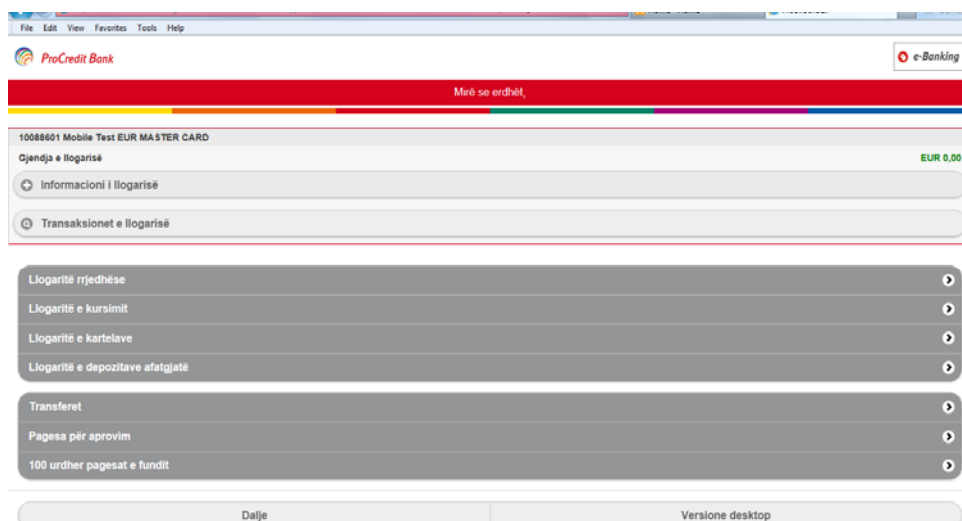 File Edit View Favorites Tools Help
ProCredit Bank
e-Banking
Mirë se erdhët,
10088601 Mobile Test EUR MASTER CARD
Gjendja e llogarisë EUR 0,00
Informacioni i llogarisë
Transaksionet e llogarisë
Llogaritë rrjedhëse
Llogaritë e kursimit
Llogaritë e kartelave
Llogaritë e depozitave afatgjatë
Transferet
Pagesa për aprovim
100 urdher pagesat e fundit
Dalje Versione desktop